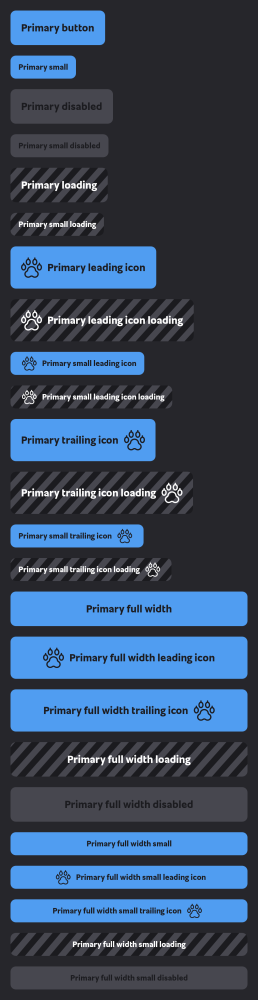 Primary button
Primary small
Primary disabled
Primary small disabled
Primary loading
Primary small loading
Primary leading icon
Primary leading icon loading
Primary small leading icon
Primary small leading icon loading
Primary trailing icon
Primary trailing icon loading
Primary small trailing icon
Primary small trailing icon loading
Primary full width
Primary full width leading icon
Primary full width trailing icon
Primary full width loading
Primary full width disabled
Primary full width small
Primary full width small leading icon
Primary full width small trailing icon
Primary full width small loading
Primary full width small disabled